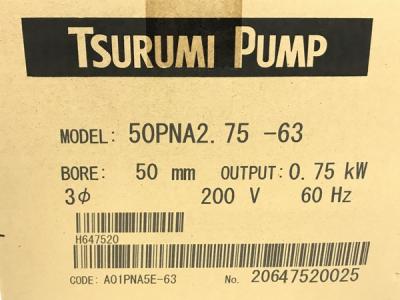 TSURUMI PUMP
MODEL: 50PNA2.75 -63
BORE: 50 mm OUTPUT: 0.75 kW
3φ 200 V 60 Hz
H647520
CODE: A01PNA5E-63 No. 20647520025